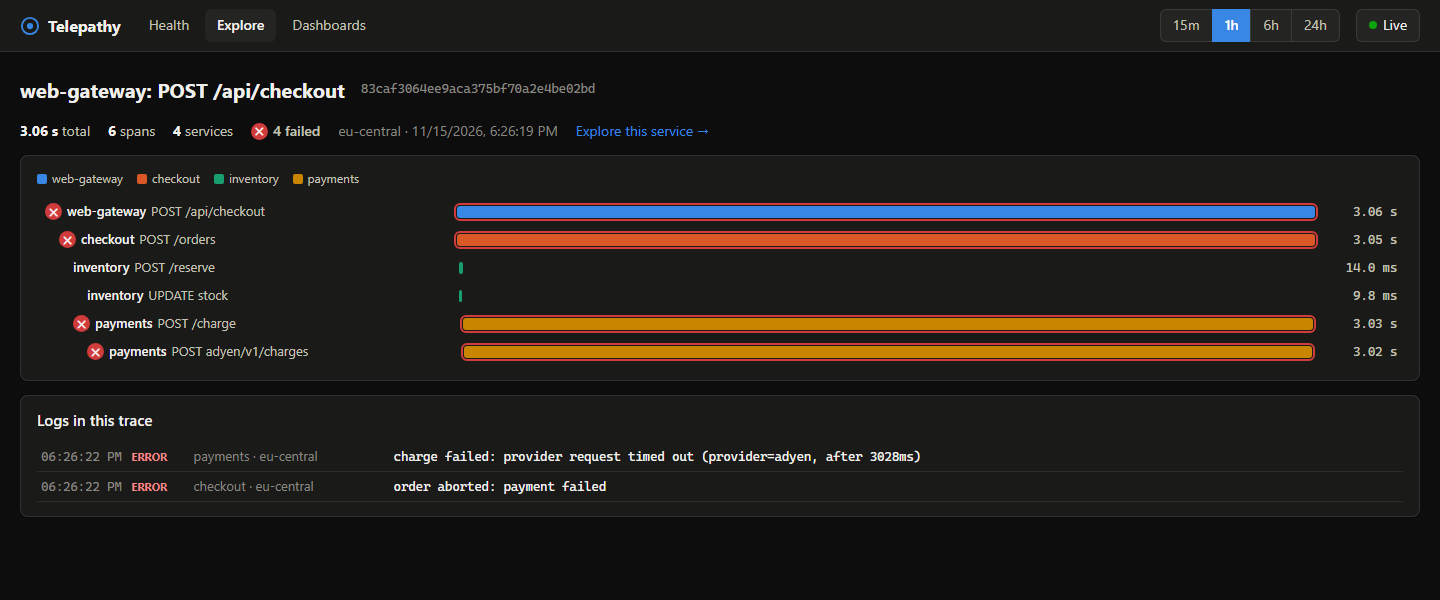 Telepathy Health Explore Dashboards 15m 1h 6h 24h Live
web-gateway: POST /api/checkout 83caf3064ee9aca375bf70a2e4be02bd
3.06 s total 6 spans 4 services 4 failed eu-central · 11/15/2026, 6:26:19 PM Explore this service →
web-gateway checkout inventory payments
web-gateway POST /api/checkout 3.06 s
checkout POST /orders 3.05 s
inventory POST /reserve 14.0 ms
inventory UPDATE stock 9.8 ms
payments POST /charge 3.03 s
payments POST adyen/v1/charges 3.02 s
Logs in this trace
06:26:22 PM ERROR payments · eu-central charge failed: provider request timed out (provider=adyen, after 3028ms)
06:26:22 PM ERROR checkout · eu-central order aborted: payment failed